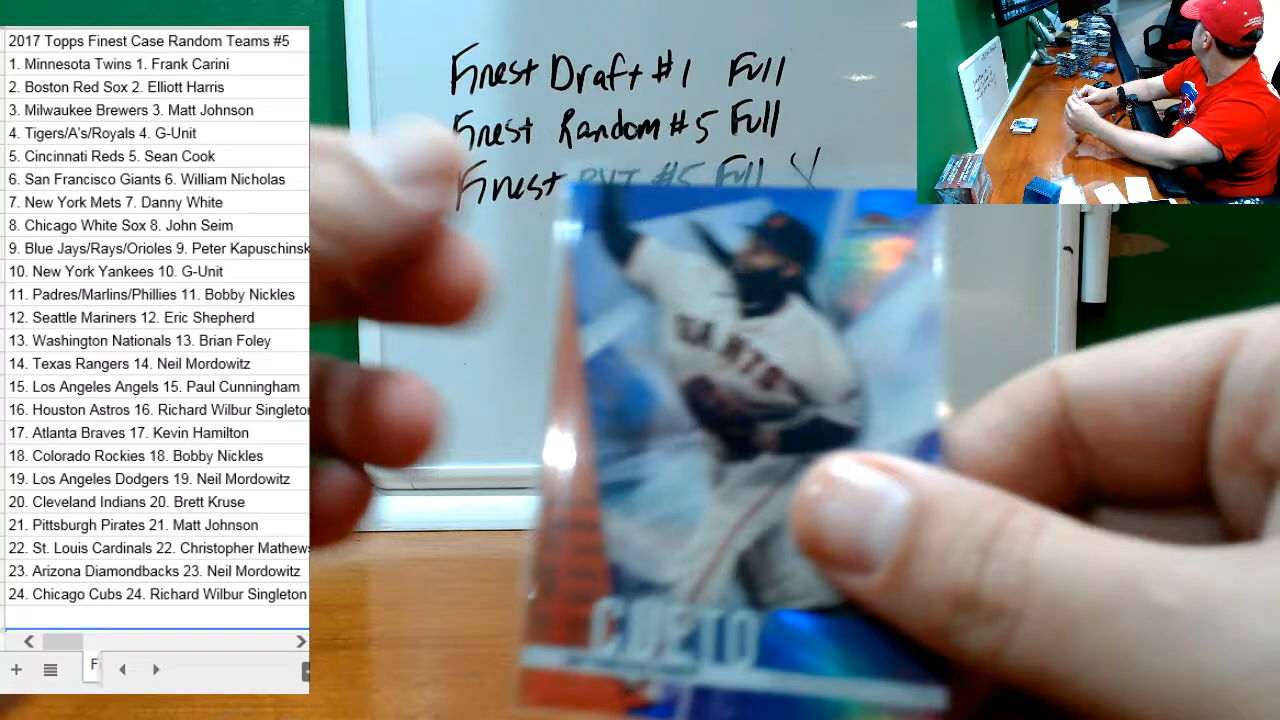 2017 Topps Finest Case Random Teams #5
1. Minnesota Twins 1. Frank Carini
2. Boston Red Sox 2. Elliott Harris
3. Milwaukee Brewers 3. Matt Johnson
4. Tigers/A's/Royals 4. G-Unit
5. Cincinnati Reds 5. Sean Cook
6. San Francisco Giants 6. William Nicholas
7. New York Mets 7. Danny White
8. Chicago White Sox 8. John Seim
9. Blue Jays/Rays/Orioles 9. Peter Kapuschinsk
10. New York Yankees 10. G-Unit
11. Padres/Marlins/Phillies 11. Bobby Nickles
12. Seattle Mariners 12. Eric Shepherd
13. Washington Nationals 13. Brian Foley
14. Texas Rangers 14. Neil Mordowitz
15. Los Angeles Angels 15. Paul Cunningham
16. Houston Astros 16. Richard Wilbur Singleton
17. Atlanta Braves 17. Kevin Hamilton
18. Colorado Rockies 18. Bobby Nickles
19. Los Angeles Dodgers 19. Neil Mordowitz
20. Cleveland Indians 20. Brett Kruse
21. Pittsburgh Pirates 21. Matt Johnson
22. St. Louis Cardinals 22. Christopher Mathews
23. Arizona Diamondbacks 23. Neil Mordowitz
24. Chicago Cubs 24. Richard Wilbur Singleton
F
Finest Draft #1 Full
Finest Random #5 Full
Finest PYT #5 Full
GIANTS
CUETO